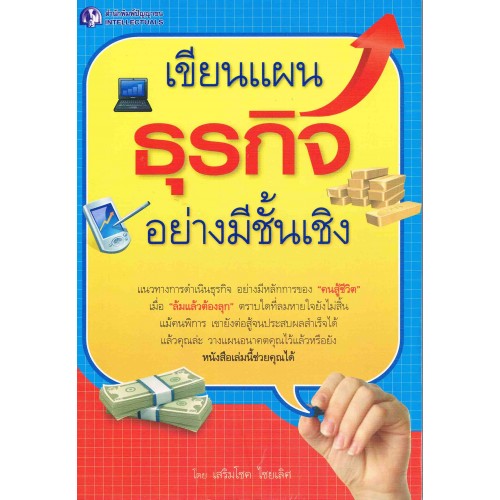 สำนักพิมพ์ปัญญาชน
INTELLECTUALS
เขียนแผน
ธุรกิจ
อย่างมีชั้นเชิง
แนวทางการดำเนินธุรกิจ อย่างมีหลักการของ "คนสู้ชีวิต"
เมื่อ "ล้มแล้วต้องลุก" ตราบใดที่ลมหายใจยังไม่สิ้น
แม้คนพิการ เขายังต่อสู้จนประสบผลสำเร็จได้
แล้วคุณล่ะ วางแผนอนาคตคุณไว้แล้วหรือยัง
หนังสือเล่มนี้ช่วยคุณได้
โดย เสริมโชค ไชยเลิศ